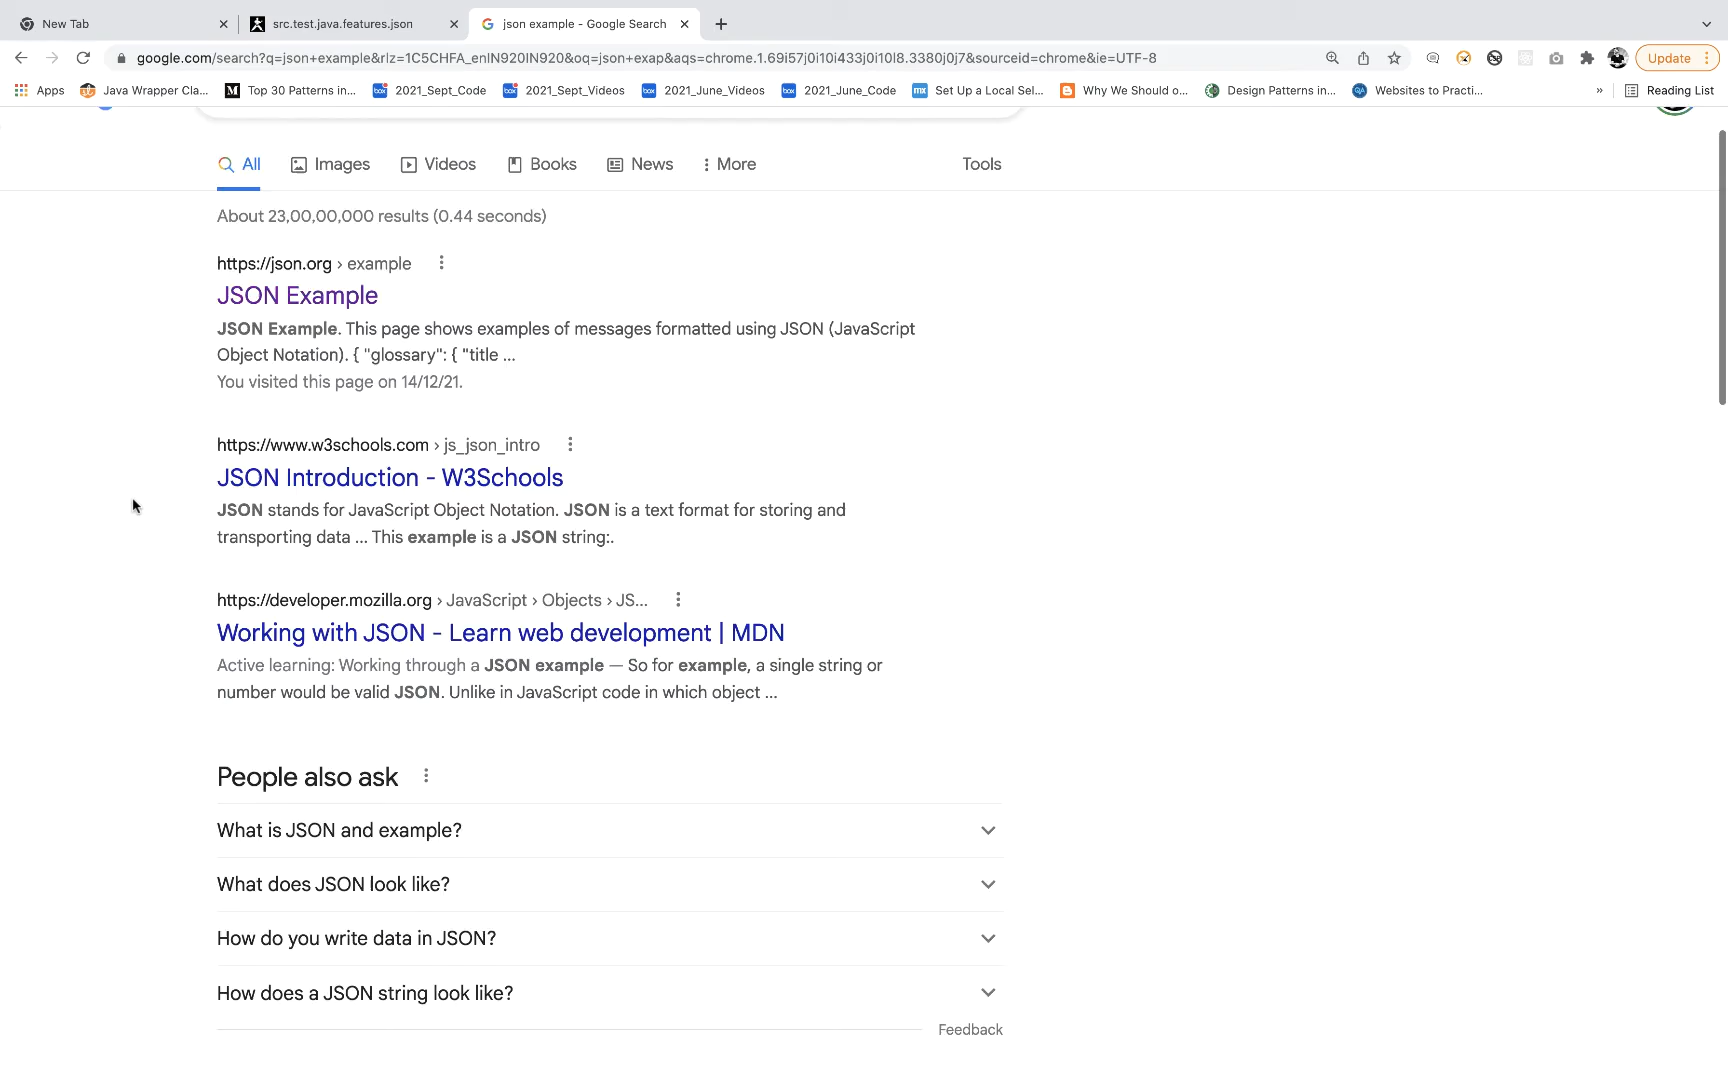 New Tab
src.test.java.features.json
json example - Google Search
google.com/search?q=json+example&rlz=1C5CHFA_enIN920IN920&oq=json+exap&aqs=chrome.1.69i57j0i10i433j0i10l8.3380j0j7&sourceid=chrome&ie=UTF-8
Update
Apps
Java Wrapper Cla...
Top 30 Patterns in...
2021_Sept_Code
2021_Sept_Videos
2021_June_Videos
2021_June_Code
Set Up a Local Sel...
Why We Should o...
Design Patterns in...
Websites to Practi...
»
Reading List
All
Images
Videos
Books
News
More
Tools
About 23,00,00,000 results (0.44 seconds)
https://json.org › example
JSON Example
JSON Example. This page shows examples of messages formatted using JSON (JavaScript
Object Notation). { "glossary": { "title ...
You visited this page on 14/12/21.
https://www.w3schools.com › js_json_intro
JSON Introduction - W3Schools
JSON stands for JavaScript Object Notation. JSON is a text format for storing and
transporting data ... This example is a JSON string:.
https://developer.mozilla.org › JavaScript › Objects › JS...
Working with JSON - Learn web development | MDN
Active learning: Working through a JSON example — So for example, a single string or
number would be valid JSON. Unlike in JavaScript code in which object ...
People also ask
What is JSON and example?
What does JSON look like?
How do you write data in JSON?
How does a JSON string look like?
Feedback